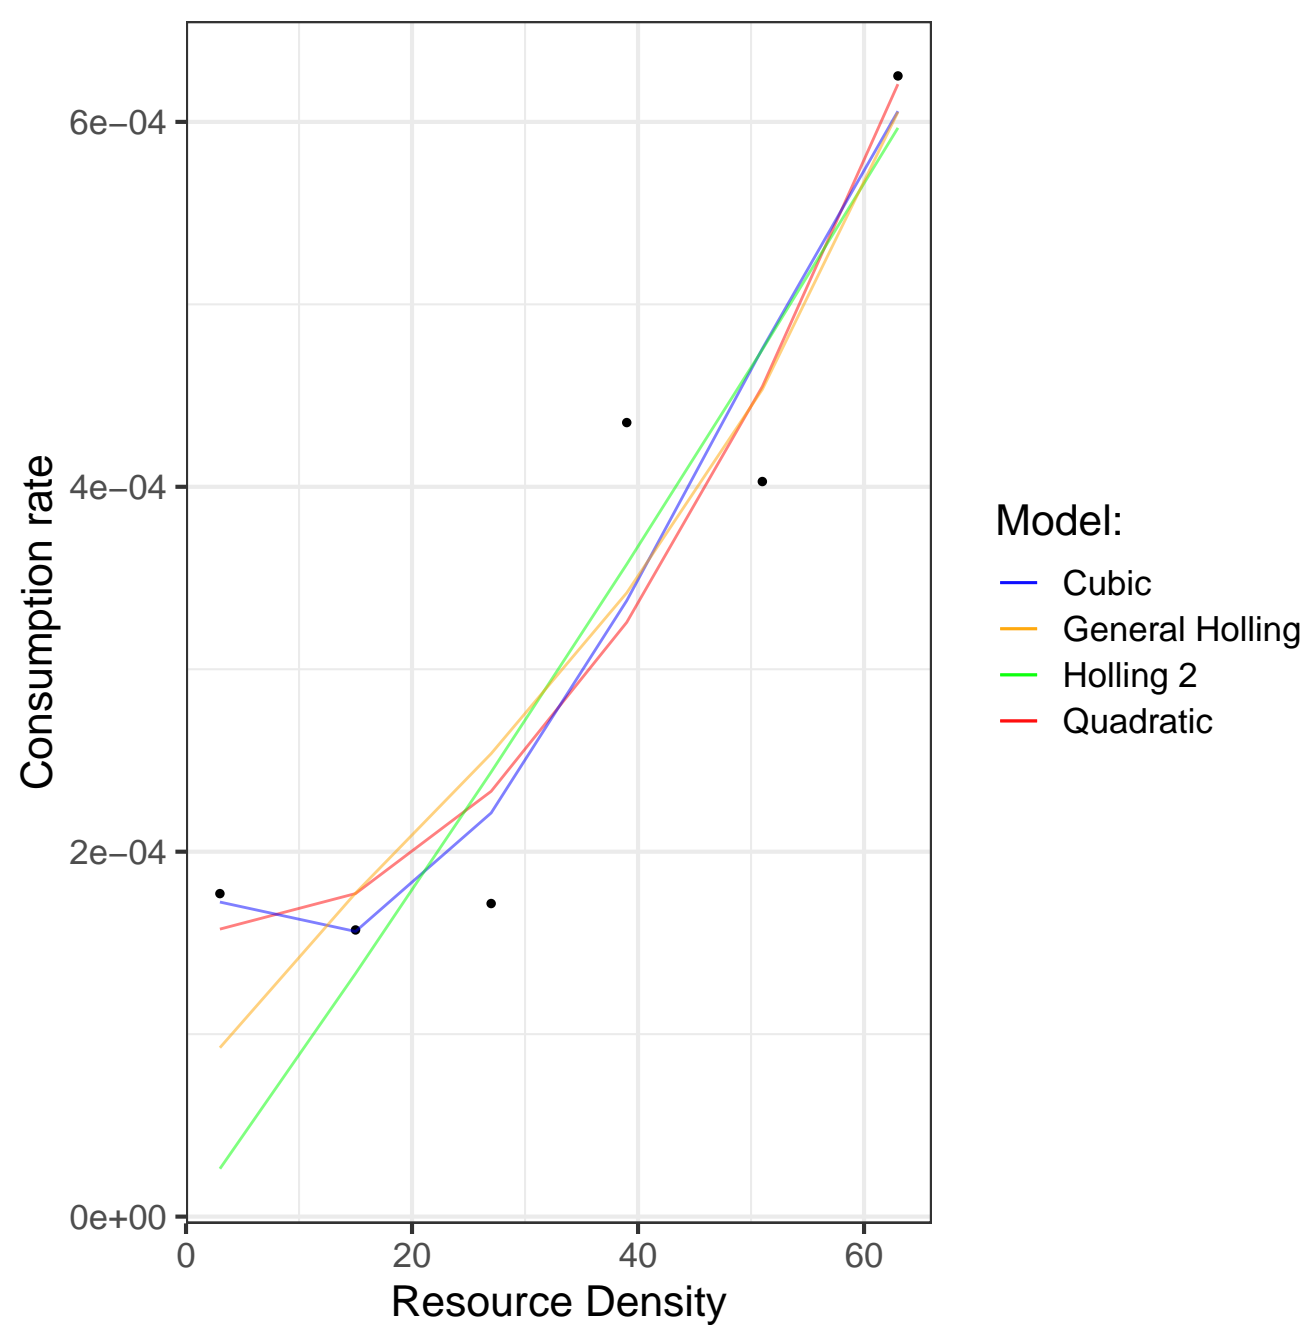 6e−04
4e−04
2e−04
0e+00
0
20
40
60
Resource Density
Consumption rate
Model:
Cubic
General Holling
Holling 2
Quadratic